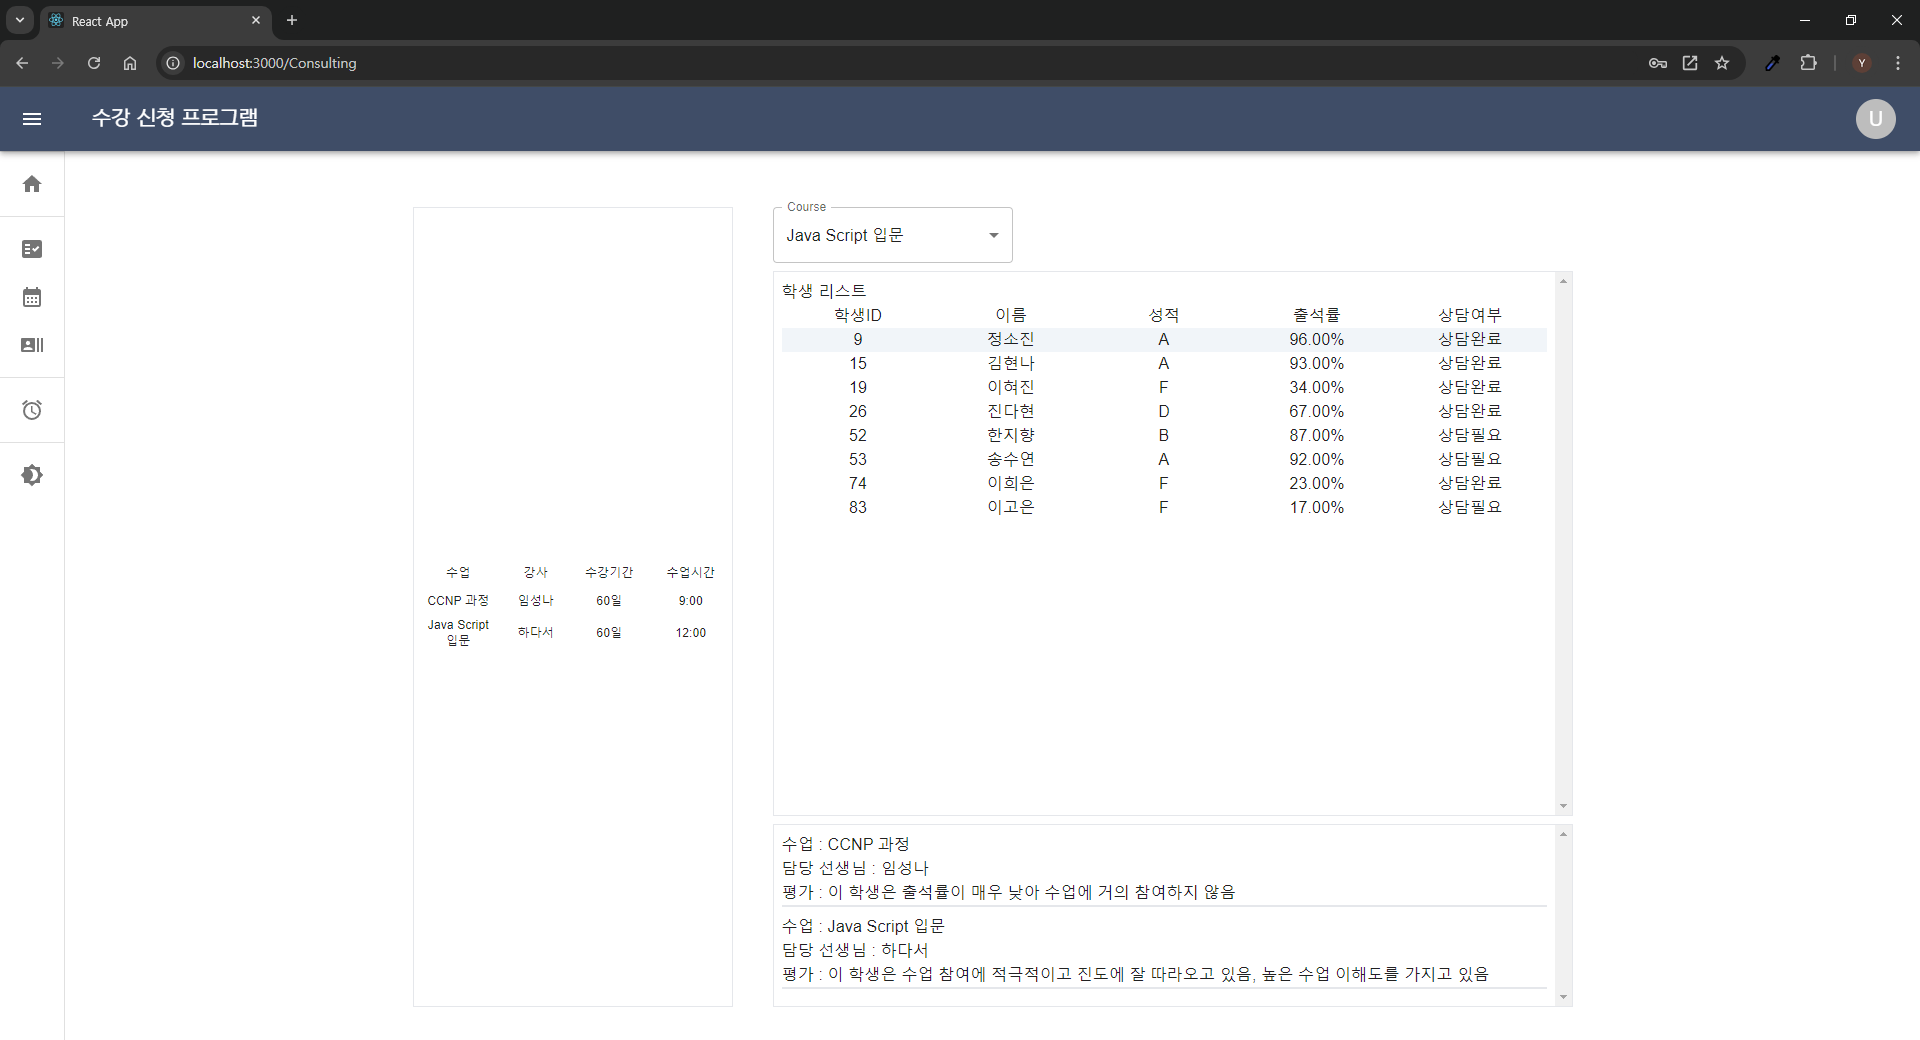 React App
localhost:3000/Consulting
Y
수강 신청 프로그램
U
수업 강사 수강기간 수업시간
CCNP 과정 임성나 60일 9:00
Java Script 입문 하다서 60일 12:00
Course
Java Script 입문
학생 리스트
학생ID 이름 성적 출석률 상담여부
9 정소진 A 96.00% 상담완료
15 김현나 A 93.00% 상담완료
19 이혀진 F 34.00% 상담완료
26 진다현 D 67.00% 상담완료
52 한지향 B 87.00% 상담필요
53 송수연 A 92.00% 상담필요
74 이희은 F 23.00% 상담완료
83 이고은 F 17.00% 상담필요
수업 : CCNP 과정
담당 선생님 : 임성나
평가 : 이 학생은 출석률이 매우 낮아 수업에 거의 참여하지 않음
수업 : Java Script 입문
담당 선생님 : 하다서
평가 : 이 학생은 수업 참여에 적극적이고 진도에 잘 따라오고 있음, 높은 수업 이해도를 가지고 있음